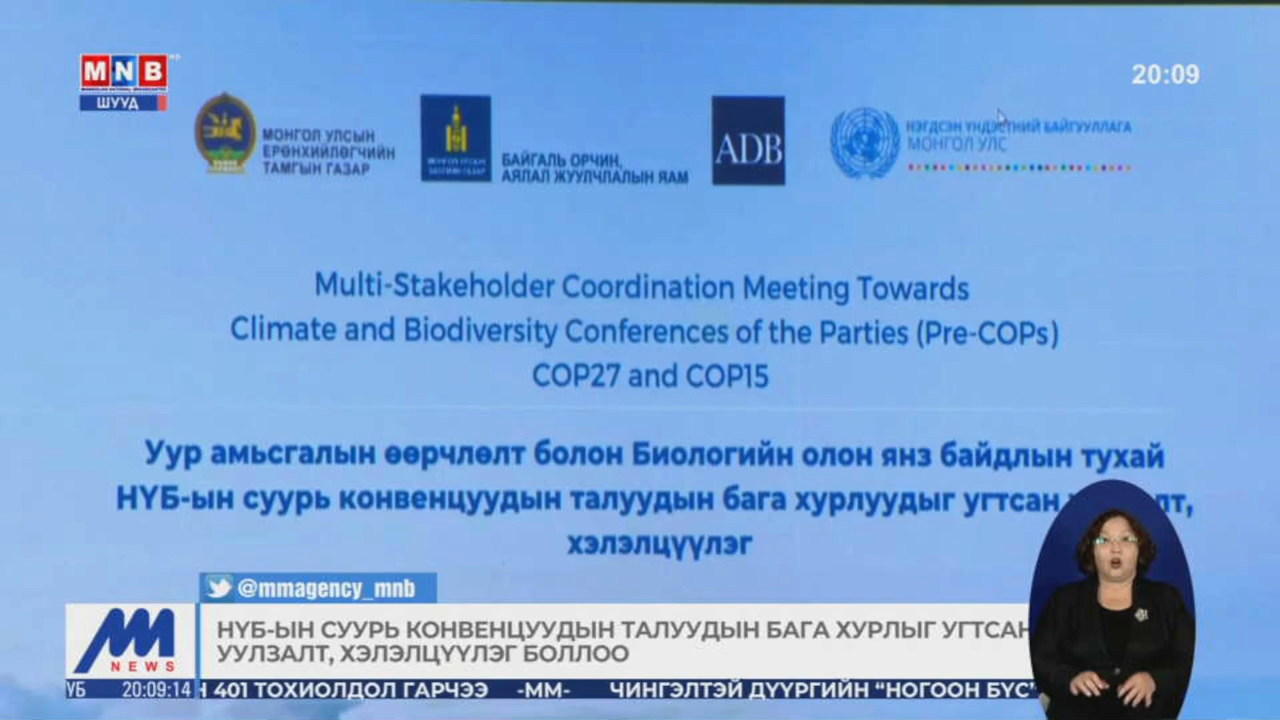 MNB
ШУУД
20:09
МОНГОЛ УЛСЫН
ЕРӨНХИЙЛӨГЧИЙН
ТАМГЫН ГАЗАР
БАЙГАЛЬ ОРЧИН,
АЯЛАЛ ЖУУЛЧЛАЛЫН ЯАМ
ADB
НЭГДСЭН ҮНДЭСТНИЙ БАЙГУУЛЛАГА
МОНГОЛ УЛС
Multi-Stakeholder Coordination Meeting Towards
Climate and Biodiversity Conferences of the Parties (Pre-COPs)
COP27 and COP15
Уур амьсгалын өөрчлөлт болон Биологийн олон янз байдлын тухай
НҮБ-ын суурь конвенцуудын талуудын бага хурлуудыг угтсан
хэлэлцүүлэг
@mmagency_mnb
НҮБ-ЫН СУУРЬ КОНВЕНЦУУДЫН ТАЛУУДЫН БАГА ХУРЛЫГ УГТСАН
УУЛЗАЛТ, ХЭЛЭЛЦҮҮЛЭГ БОЛЛОО
M
NEWS
УБ 20:09:14 Н 401 ТОХИОЛДОЛ ГАРЧЭЭ -ММ- ЧИНГЭЛТЭЙ ДҮҮРГИЙН “НОГООН БҮС”